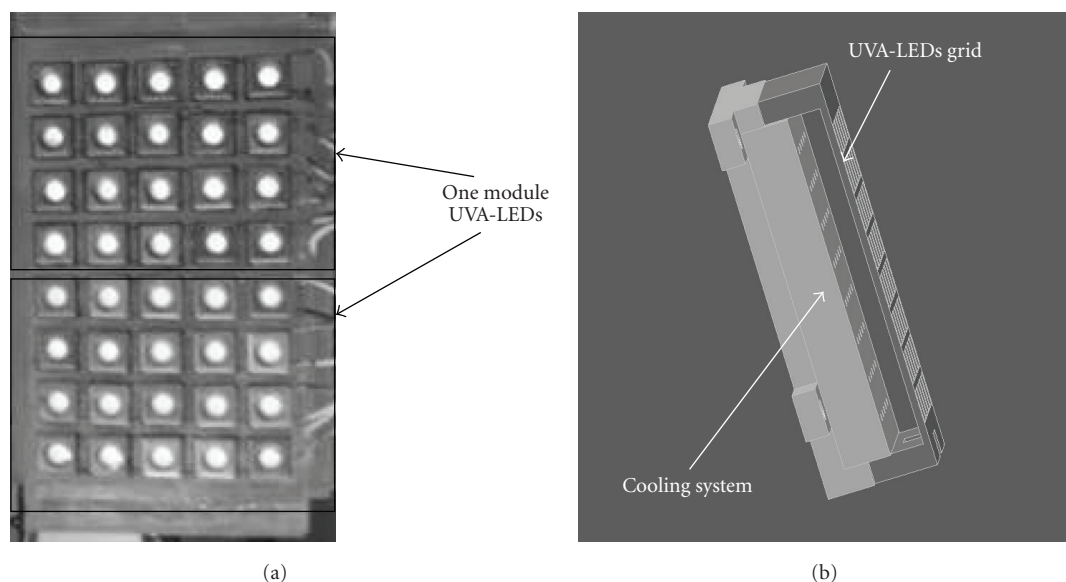 One module
UVA-LEDs
(a)
UVA-LEDs grid
Cooling system
(b)